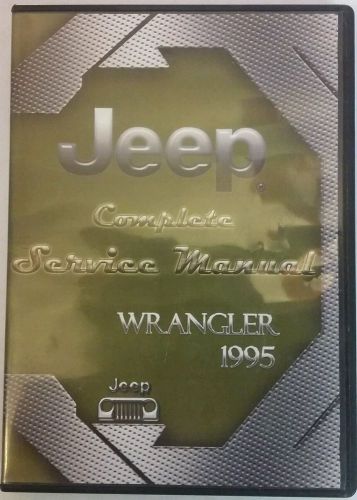 Jeep®
Complete
Service Manual
WRANGLER
1995
Jeep